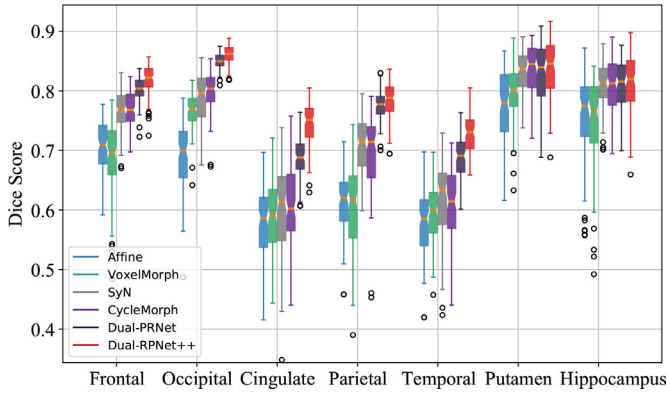 Dice Score
0.9
0.8
0.7
0.6
0.5
0.4
Affine
VoxelMorph
SyN
CycleMorph
Dual-PRNet
Dual-RPNet++
Frontal Occipital Cingulate Parietal Temporal Putamen Hippocampus